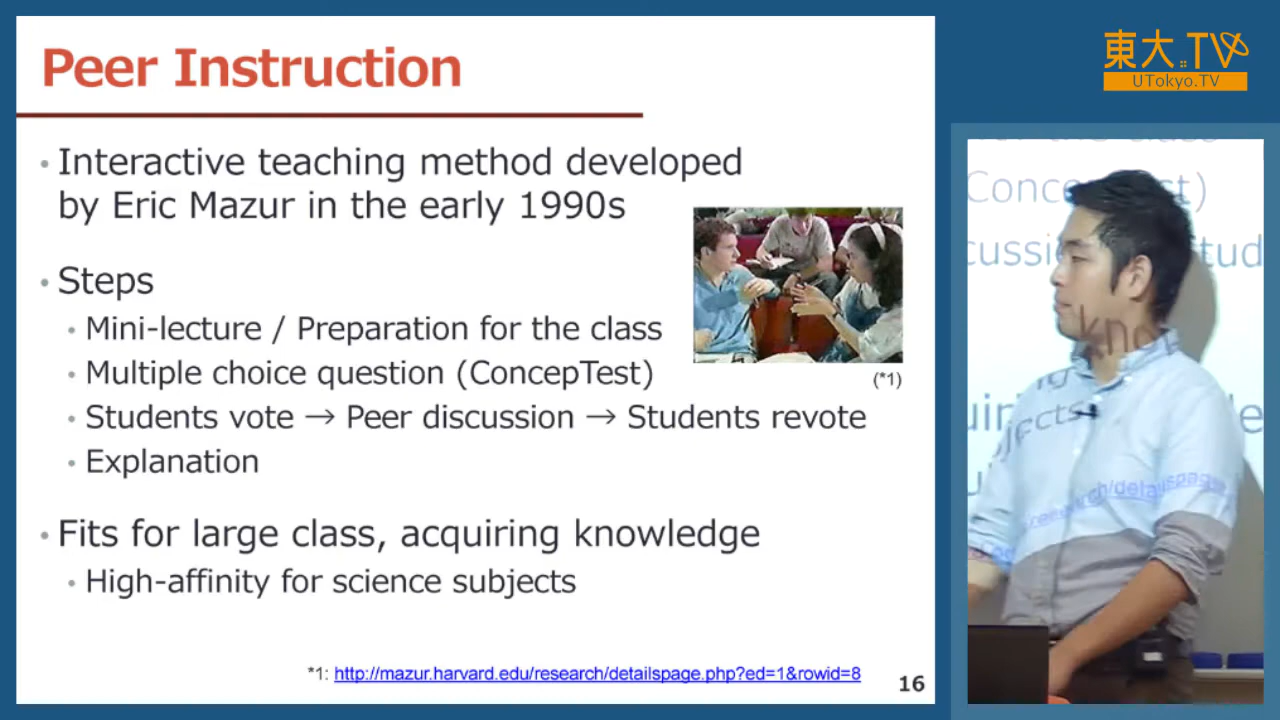 Peer Instruction
• Interactive teaching method developed
by Eric Mazur in the early 1990s
• Steps
• Mini-lecture / Preparation for the class
• Multiple choice question (ConcepTest)
• Students vote → Peer discussion → Students revote
• Explanation
• Fits for large class, acquiring knowledge
• High-affinity for science subjects
(*1)
*1: http://mazur.harvard.edu/research/detailspage.php?ed=1&rowid=8
16
東大TV
UTokyo.TV